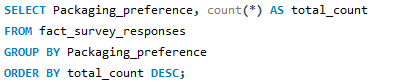 SELECT Packaging_preference, count(*) AS total_count
FROM fact_survey_responses
GROUP BY Packaging_preference
ORDER BY total_count DESC;